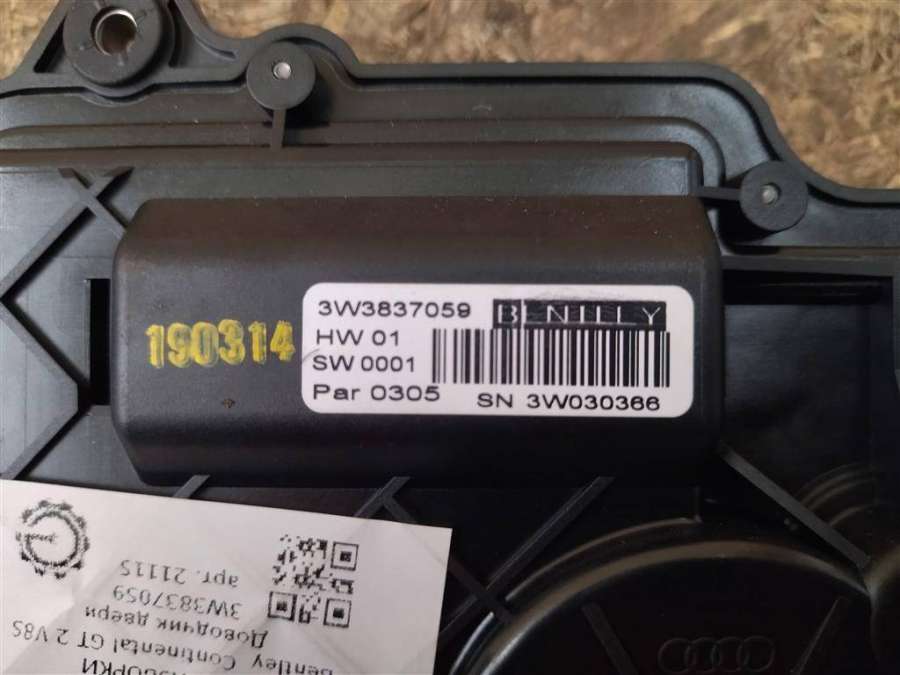 3W3837059 BENTLEY
HW 01
SW 0001
Par 0305 SN 3W030366
190314
Bentley Continental GT 2 V8S
Доводчик двери
3W3837059
арт. 21115